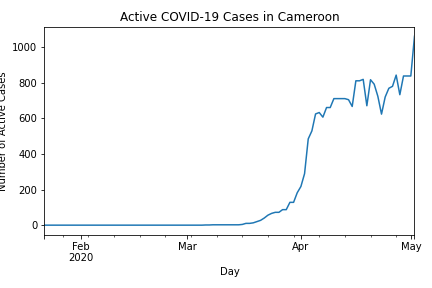 Active COVID-19 Cases in Cameroon
Number of Active Cases
1000
800
600
400
200
0
Feb
2020
Mar
Apr
May
Day